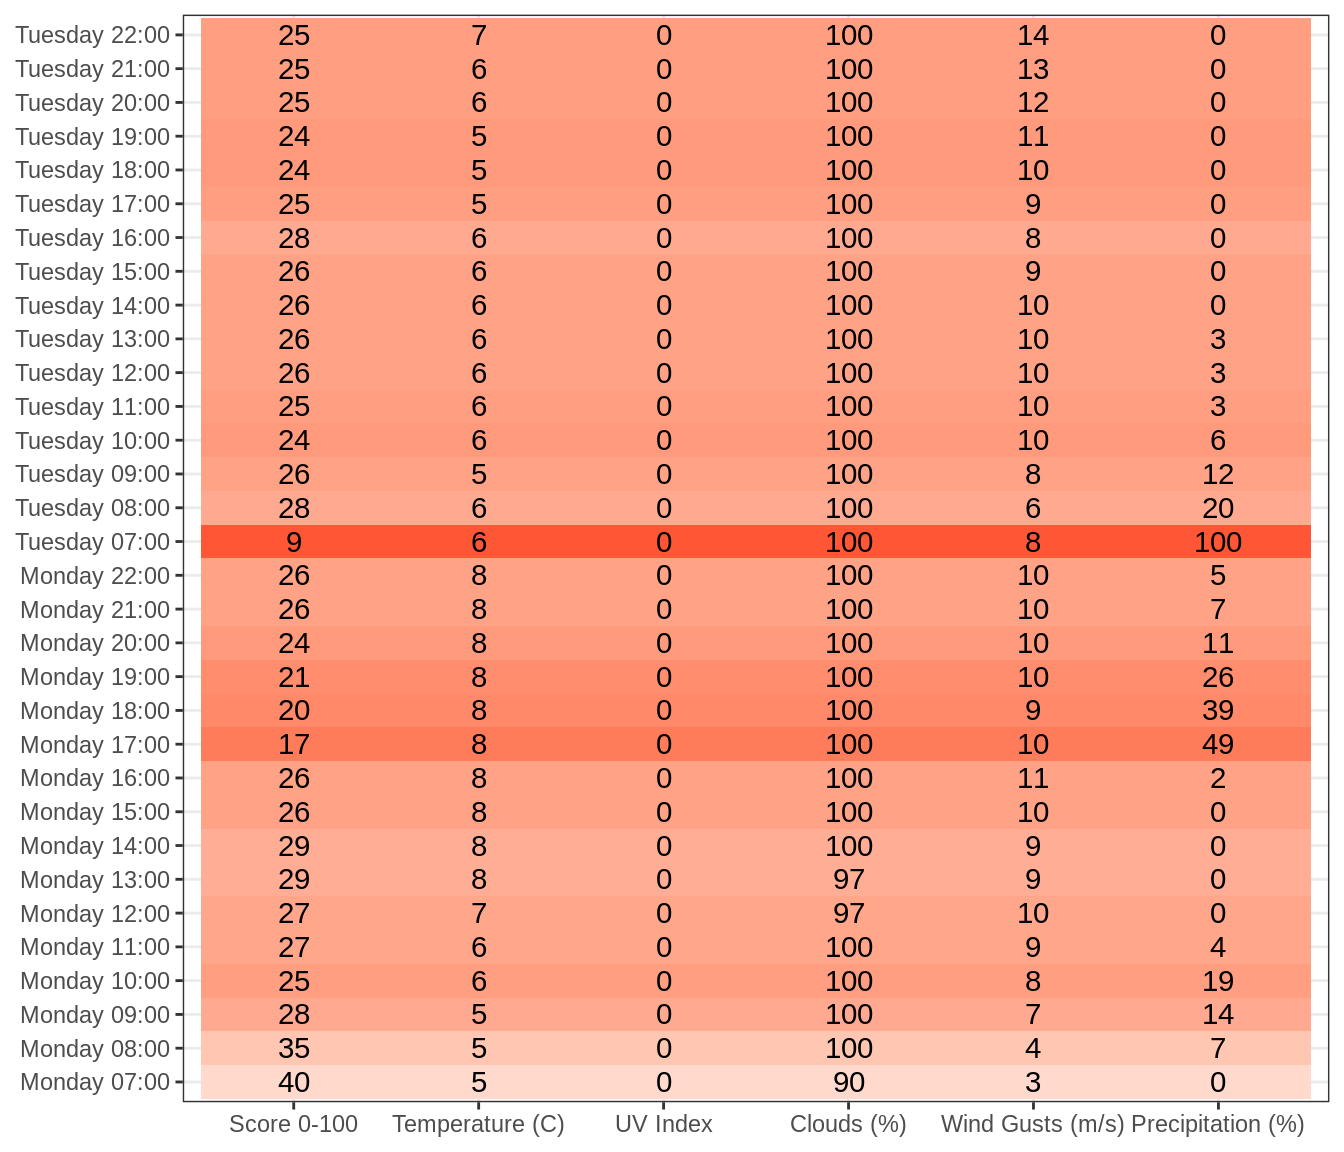 Tuesday 22:00 25 7 0 100 14 0
Tuesday 21:00 25 6 0 100 13 0
Tuesday 20:00 25 6 0 100 12 0
Tuesday 19:00 24 5 0 100 11 0
Tuesday 18:00 24 5 0 100 10 0
Tuesday 17:00 25 5 0 100 9 0
Tuesday 16:00 28 6 0 100 8 0
Tuesday 15:00 26 6 0 100 9 0
Tuesday 14:00 26 6 0 100 10 0
Tuesday 13:00 26 6 0 100 10 3
Tuesday 12:00 26 6 0 100 10 3
Tuesday 11:00 25 6 0 100 10 3
Tuesday 10:00 24 6 0 100 10 6
Tuesday 09:00 26 5 0 100 8 12
Tuesday 08:00 28 6 0 100 6 20
Tuesday 07:00 9 6 0 100 8 100
Monday 22:00 26 8 0 100 10 5
Monday 21:00 26 8 0 100 10 7
Monday 20:00 24 8 0 100 10 11
Monday 19:00 21 8 0 100 10 26
Monday 18:00 20 8 0 100 9 39
Monday 17:00 17 8 0 100 10 49
Monday 16:00 26 8 0 100 11 2
Monday 15:00 26 8 0 100 10 0
Monday 14:00 29 8 0 100 9 0
Monday 13:00 29 8 0 97 9 0
Monday 12:00 27 7 0 97 10 0
Monday 11:00 27 6 0 100 9 4
Monday 10:00 25 6 0 100 8 19
Monday 09:00 28 5 0 100 7 14
Monday 08:00 35 5 0 100 4 7
Monday 07:00 40 5 0 90 3 0
Score 0-100 Temperature (C) UV Index Clouds (%) Wind Gusts (m/s) Precipitation (%)